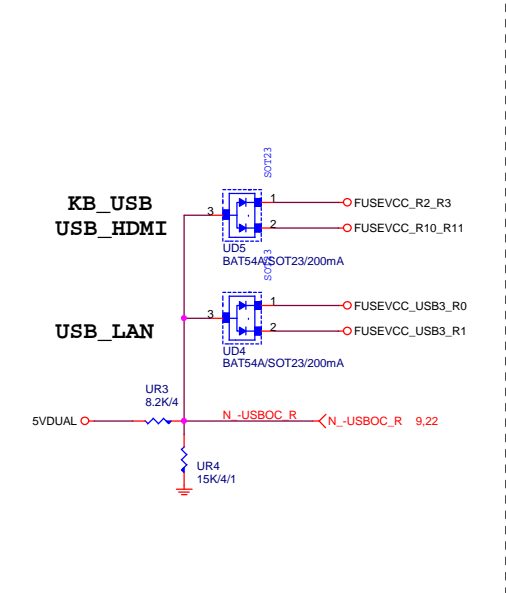 SOT23
KB_USB
USB_HDMI
3
1
2
FUSEVCC_R2_R3
FUSEVCC_R10_R11
UD5
BAT54A/SOT23/200mA
SOT23
USB_LAN
3
1
2
FUSEVCC_USB3_R0
FUSEVCC_USB3_R1
UD4
BAT54A/SOT23/200mA
UR3
8.2K/4
5VDUAL
N_-USBOC_R
N_-USBOC_R 9,22
UR4
15K/4/1